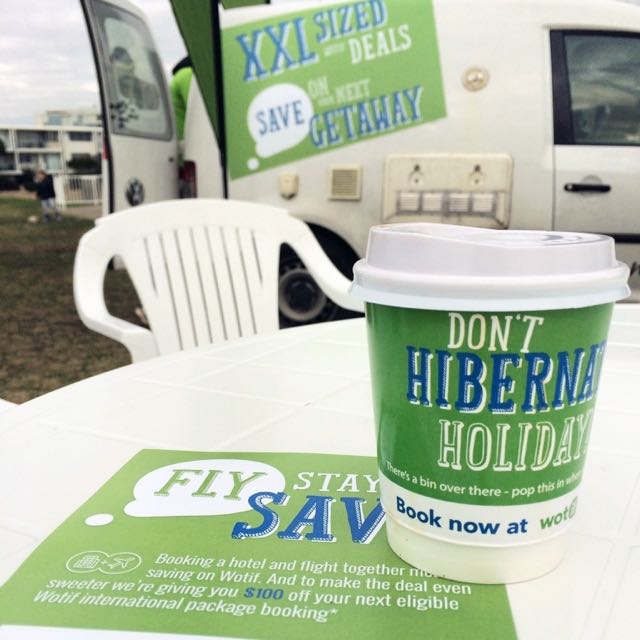 XXL SIZED
WITH DEALS
SAVE ON YOUR NEXT
GETAWAY
DON'T
HIBERNA
HOLIDAY
There's a bin over there - pop this in
Book now at wotif
FLY STAY
SAV
Booking a hotel and flight together
saving on Wotif. And to make the deal even
sweeter we're giving you $100 off your next eligible
Wotif international package booking*